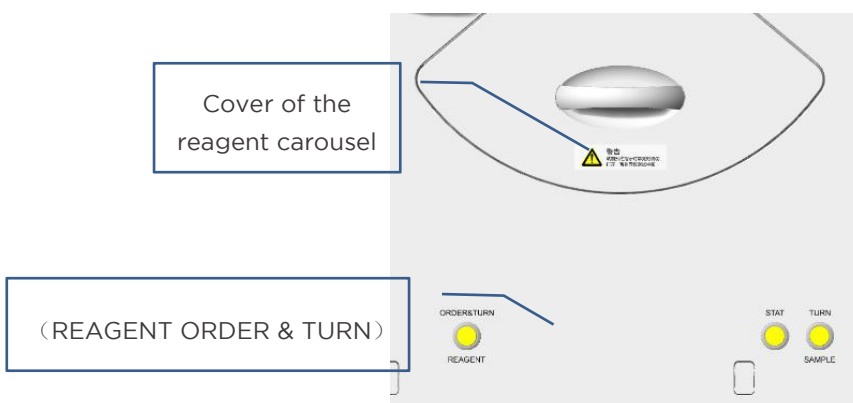 Cover of the
reagent carousel
警告
（REAGENT ORDER & TURN）
ORDER&TURN
REAGENT
STAT
TURN
SAMPLE